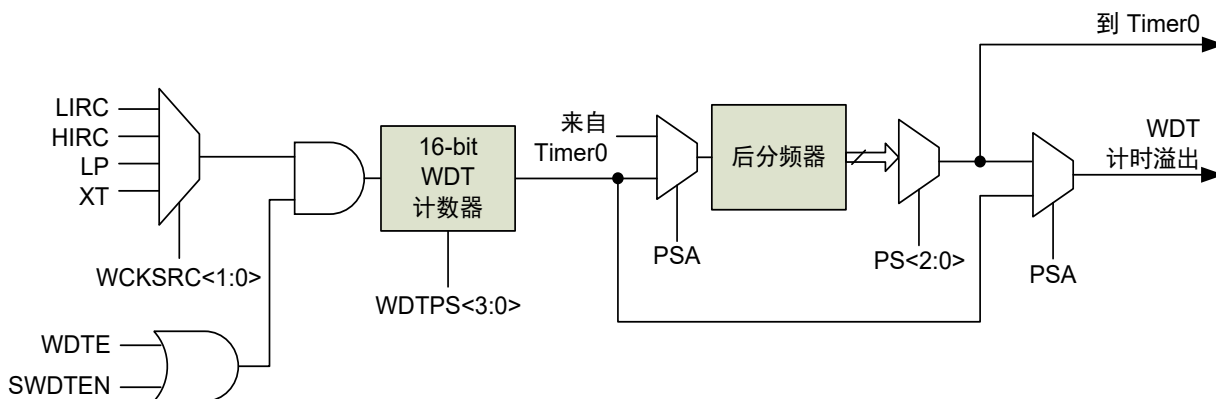 到 Timer0
LIRC
HIRC
LP
XT
WCKSRC<1:0>
WDTE
SWDTEN
16-bit
WDT
计数器
WDTPS<3:0>
来自
Timer0
PSA
后分频器
PS<2:0>
WDT
计时溢出
PSA